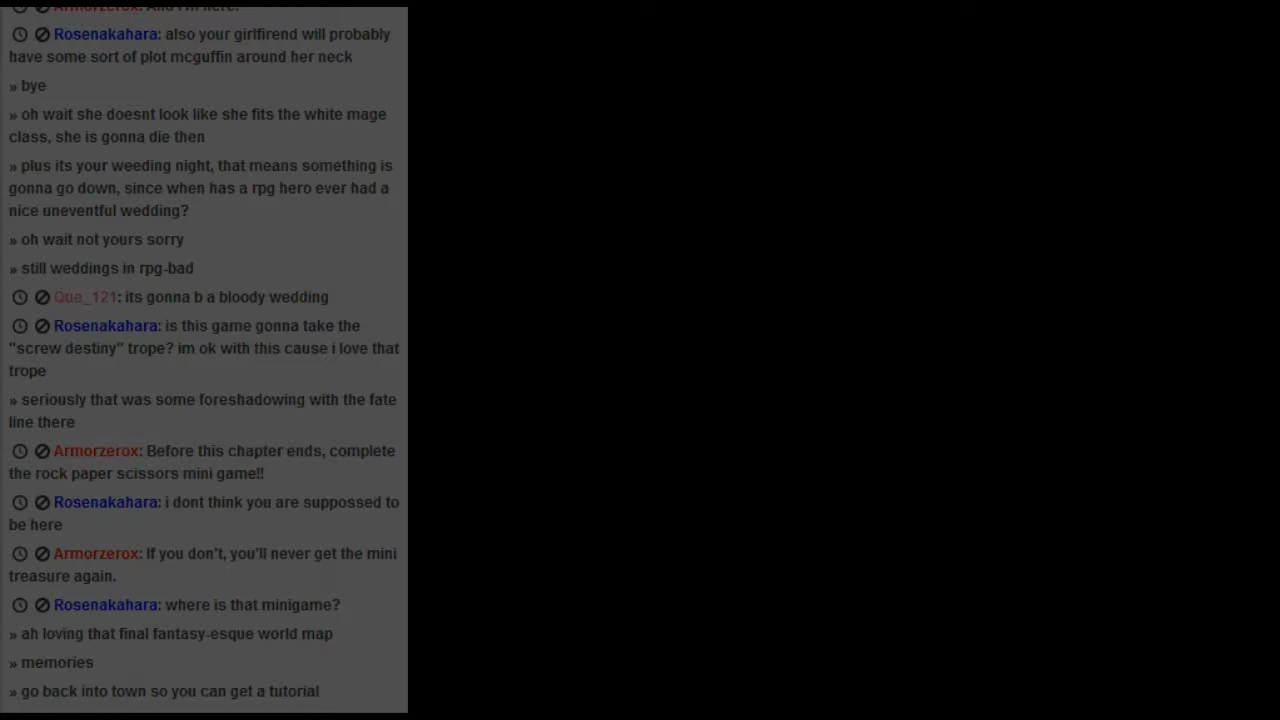 Armorzerox: Allo I'm here.
Rosenakahara: also your girlfirend will probably
have some sort of plot mcguffin around her neck
» bye
» oh wait she doesnt look like she fits the white mage
class, she is gonna die then
» plus its your weeding night, that means something is
gonna go down, since when has a rpg hero ever had a
nice uneventful wedding?
» oh wait not yours sorry
» still weddings in rpg-bad
Que_121: its gonna b a bloody wedding
Rosenakahara: is this game gonna take the
"screw destiny" trope? im ok with this cause i love that
trope
» seriously that was some foreshadowing with the fate
line there
Armorzerox: Before this chapter ends, complete
the rock paper scissors mini game!!
Rosenakahara: i dont think you are suppossed to
be here
Armorzerox: If you don't, you'll never get the mini
treasure again.
Rosenakahara: where is that minigame?
» ah loving that final fantasy-esque world map
» memories
» go back into town so you can get a tutorial